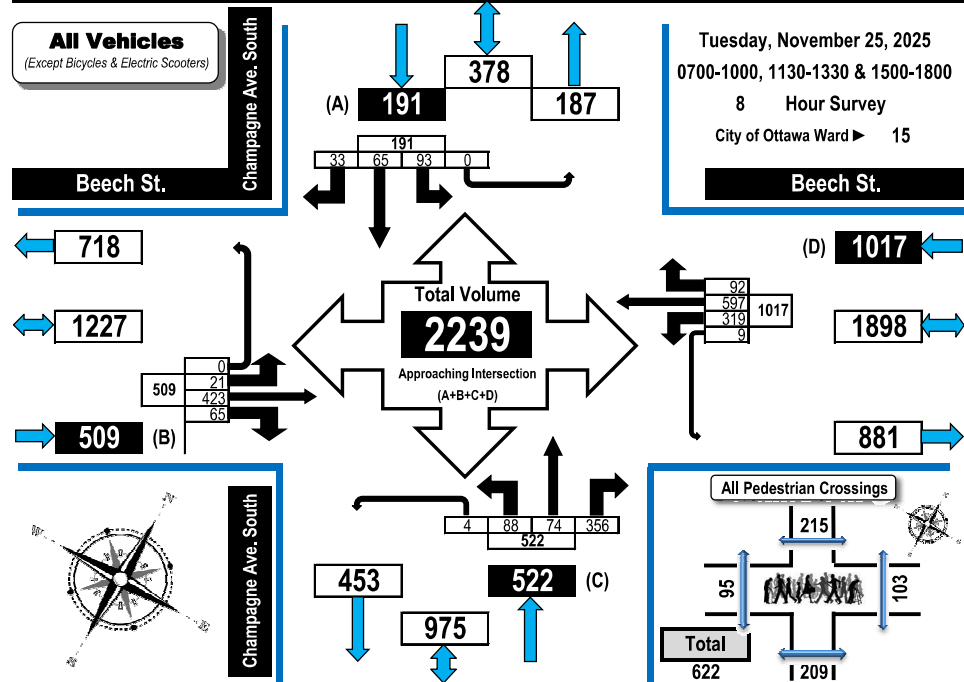 All Vehicles
(Except Bicycles & Electric Scooters)
Champagne Ave. South
Beech St.
378
(A) 191
187
191
33 65 93 0
Tuesday, November 25, 2025
0700-1000, 1130-1330 & 1500-1800
8 Hour Survey
City of Ottawa Ward ► 15
Beech St.
718
1227
0
21
509
423
65
509 (B)
Total Volume
2239
Approaching Intersection
(A+B+C+D)
(D) 1017
92
597
1017
319
9
1898
881
N
W
E
S
Champagne Ave. South
4 88 74 356
522
453
522 (C)
975
All Pedestrian Crossings
215
95
103
Total
622
209